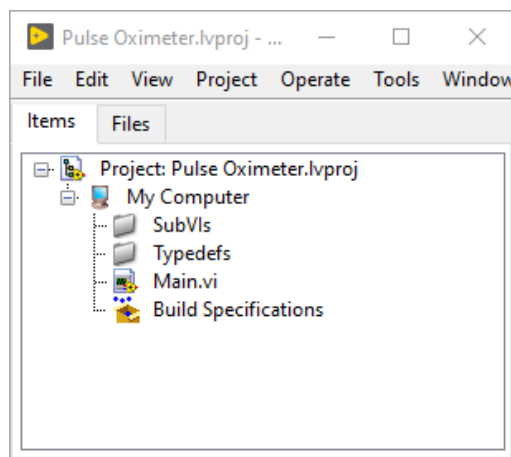 Pulse Oximeter.lvproj - ...
File Edit View Project Operate Tools Window
Items Files
Project: Pulse Oximeter.lvproj
My Computer
SubVIs
Typedefs
Main.vi
Build Specifications